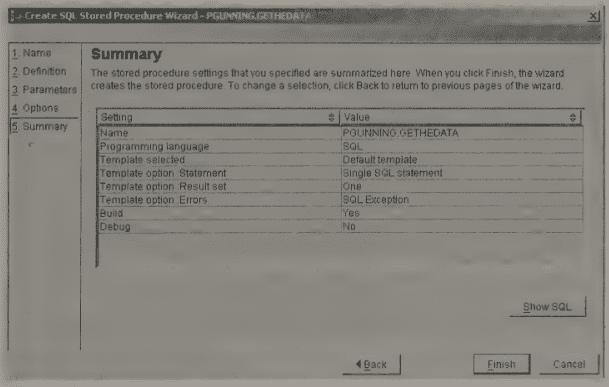 Create SQL Stored Procedure Wizard - PGUNNING.GETHEDATA
1. Name
2. Definition
3. Parameters
4. Options
5. Summary
Summary
The stored procedure settings that you specified are summarized here. When you click Finish, the wizard
creates the stored procedure. To change a selection, click Back to return to previous pages of the wizard.
Setting Value
Name PGUNNING.GETHEDATA
Programming language SQL
Template selected Default template
Template option: Statement Single SQL statement
Template option: Result set One
Template option: Errors SQL Exception
Build Yes
Debug No
Show SQL
Back
Finish
Cancel